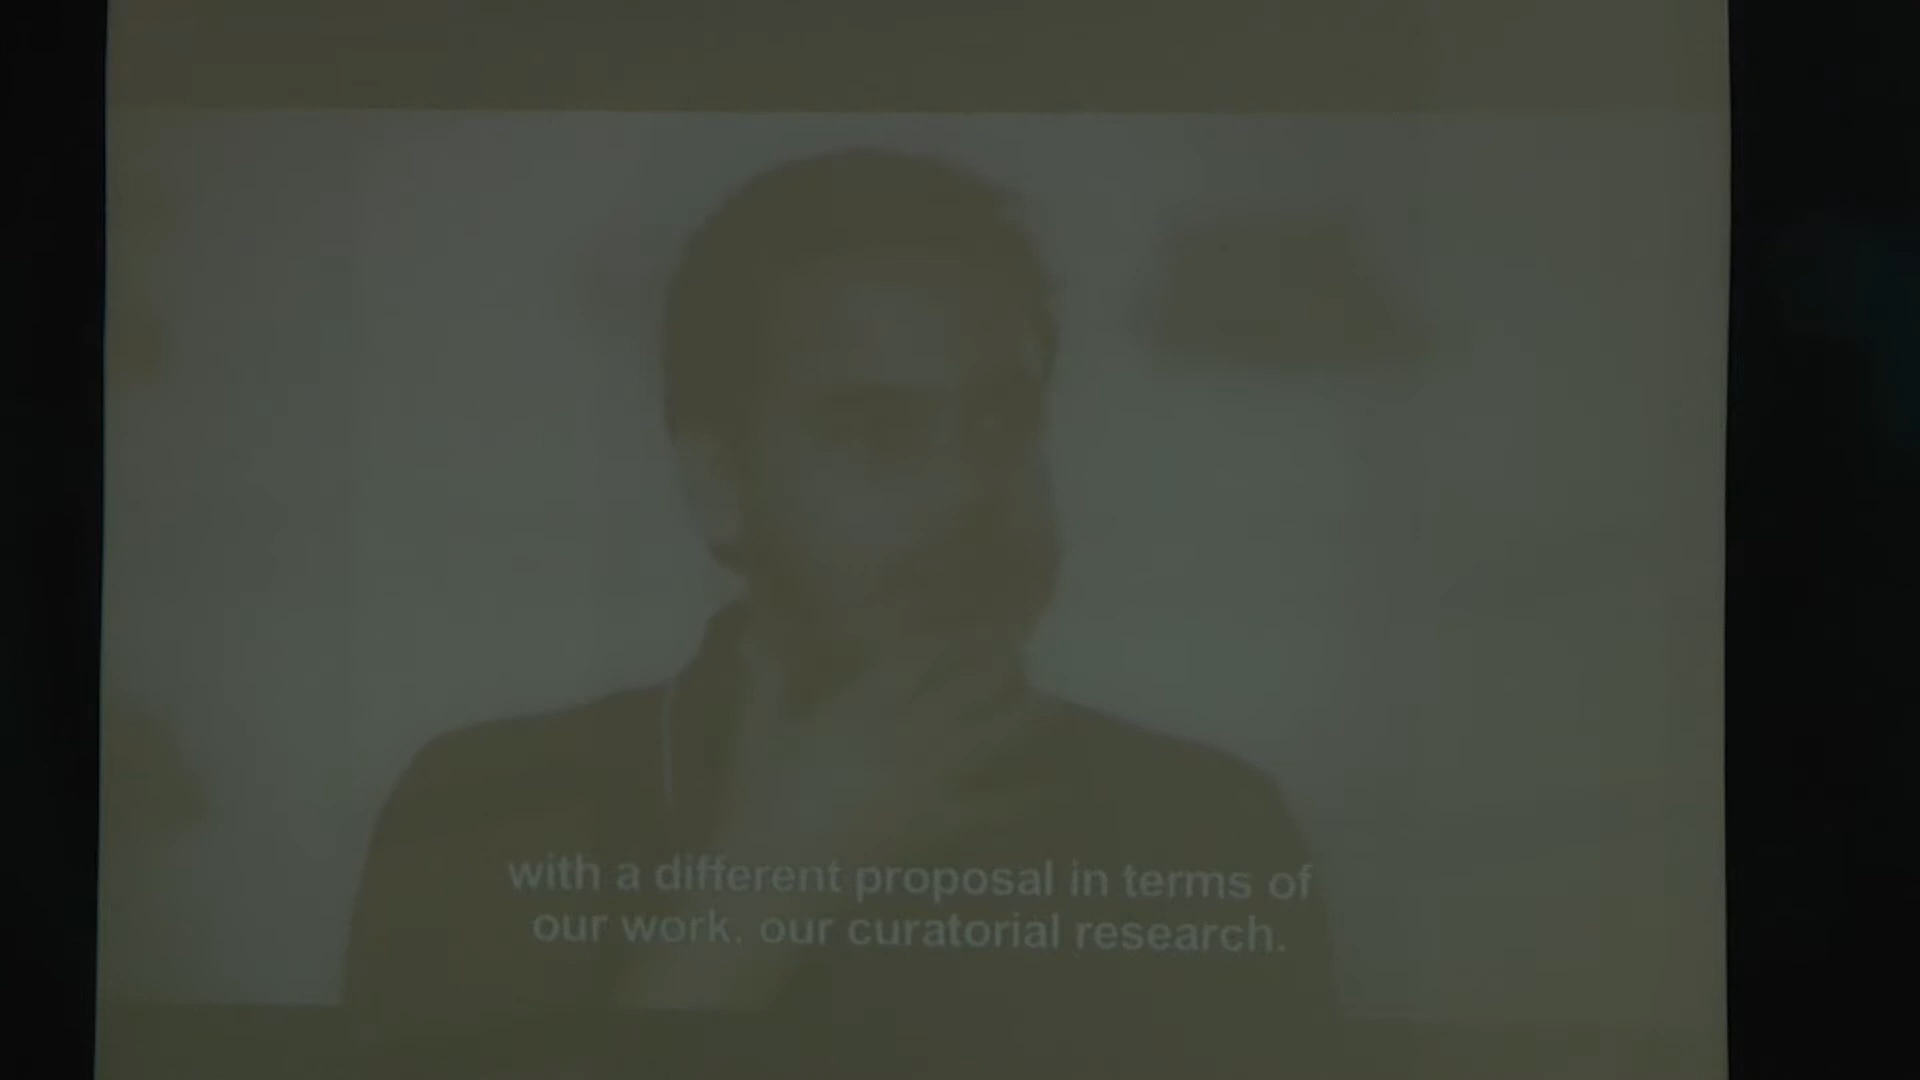 with a different proposal in terms of
our work. our curatorial research.